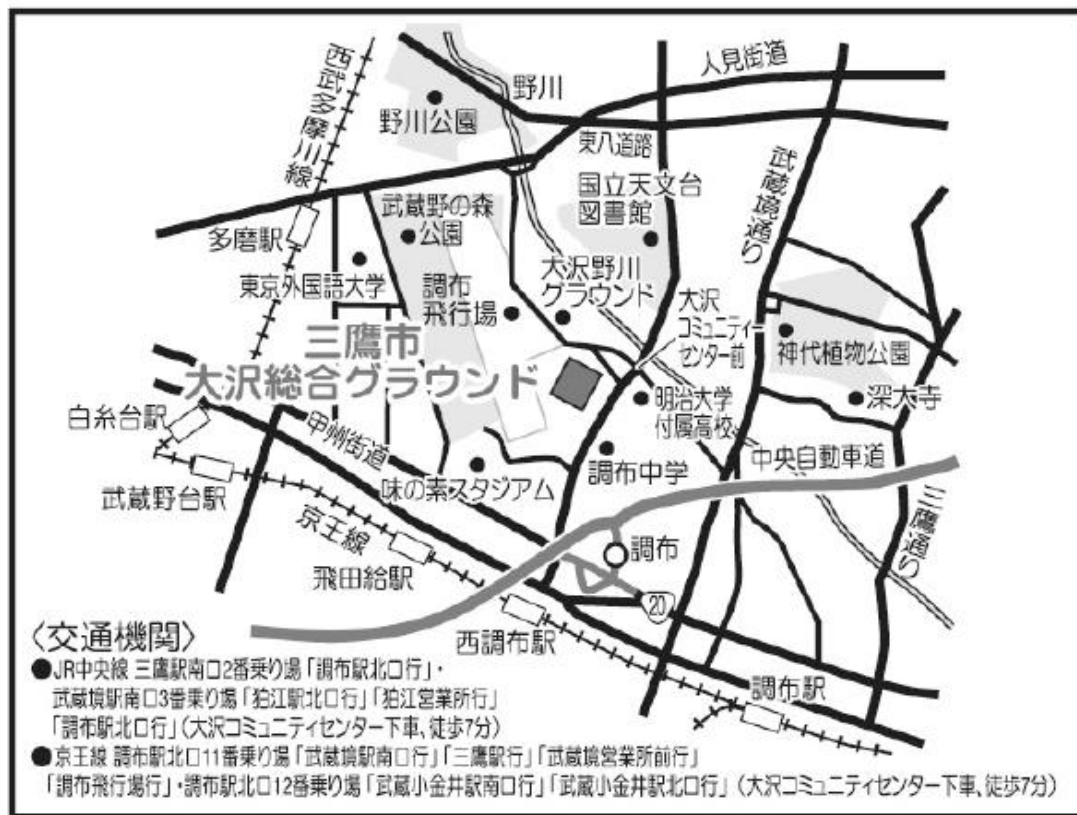 人見街道
西武多摩川線
野川
野川公園
東八道路
武蔵境通り
国立天文台
図書館
武蔵野の森
公園
多磨駅
東京外国語大学
調布
飛行場
大沢野川
グラウンド
大沢
コミュニティー
センター前
神代植物公園
三鷹市
大沢総合グラウンド
明治大学
付属高校
深大寺
白糸台駅
甲州街道
調布中学
中央自動車道
味の素スタジアム
武蔵野台駅
三鷹通り
京王線
調布
飛田給駅
20
西調布駅
調布駅
〈交通機関〉
●JR中央線 三鷹駅南口2番乗り場「調布駅北口行」・
武蔵境駅南口3番乗り場「狛江駅北口行」「狛江営業所行」
「調布駅北口行」(大沢コミュニティセンター下車、徒歩7分)
●京王線 調布駅北口11番乗り場「武蔵境駅南口行」「三鷹駅行」「武蔵境営業所前行」
「調布飛行場行」・調布駅北口12番乗り場「武蔵小金井駅南口行」「武蔵小金井駅北口行」(大沢コミュニティセンター下車、徒歩7分)